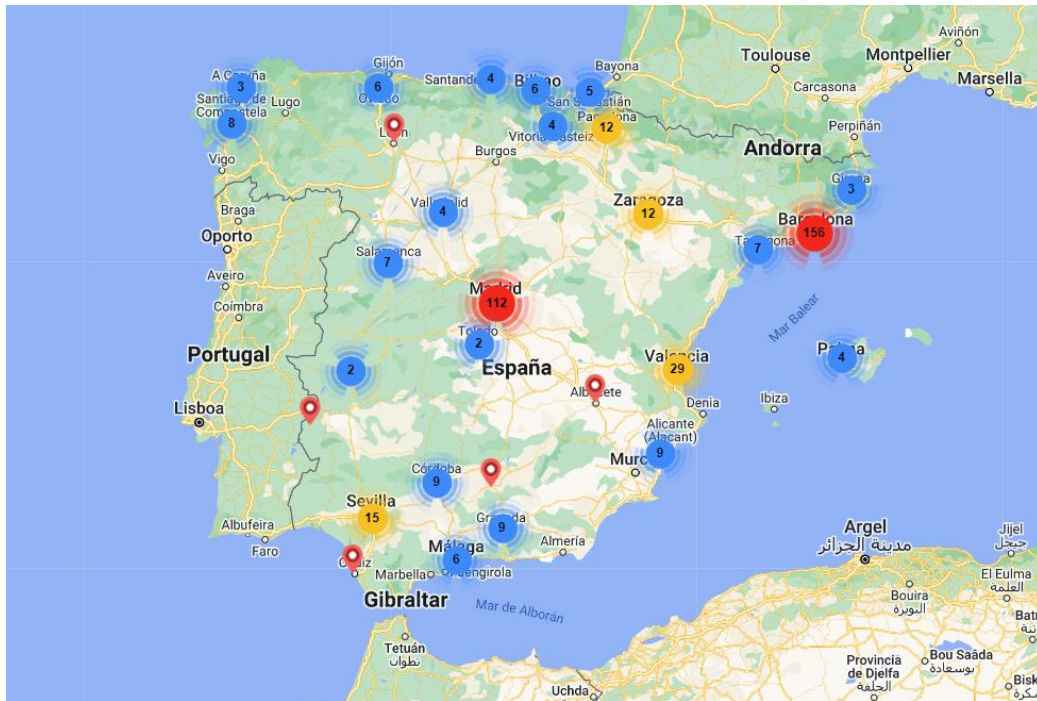 Aviñón
Toulouse
Montpellier
Gijón
Bayona
Marsella
A Coruña
3
Santander
4
Bilbao
6
6
5
Carcasona
Oviedo
San Sebastián
Santiago de
Compostela
Lugo
8
Pamplona
12
4
Vitoria-Gasteiz
Perpiñán
León
Andorra
Burgos
Vigo
Girona
3
Valladolid
4
Zaragoza
12
Braga
Barcelona
156
Oporto
Tarragona
7
Salamanca
7
Aveiro
Madrid
112
Coímbra
Mar Balear
Toledo
2
Portugal
España
Valencia
29
Palma
4
2
Albacete
Ibiza
Denia
Lisboa
Alicante
(Alacant)
9
Murcia
Córdoba
9
Sevilla
15
Granada
9
Albufeira
Faro
Málaga
6
Almería
Argel
مدينة الجزائر
Jijel
جيجل
Cádiz
Marbella
Fuengirola
El Eulma
العلمة
Gibraltar
Mar de Alborán
Bouira
البويرة
Tetuán
تطوان
Bou Saâda
بوسعادة
Provincia
de Djelfa
الجلفة
Uchda